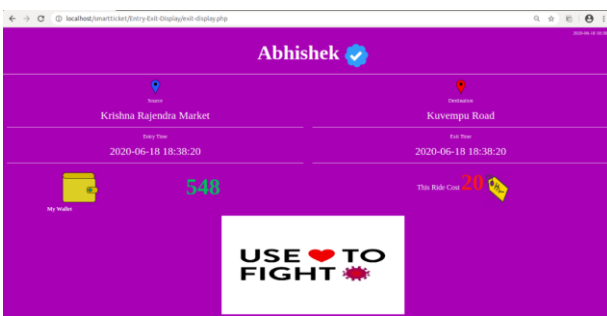 localhost/smartticket/Entry-Exit-Display/exit-display.php
Abhishek
Source
Destination
Krishna Rajendra Market
Kuvempu Road
Entry Time
Exit Time
2020-06-18 18:38:20
2020-06-18 18:38:20
548
This Ride Cost 20
My Wallet
USE TO
FIGHT